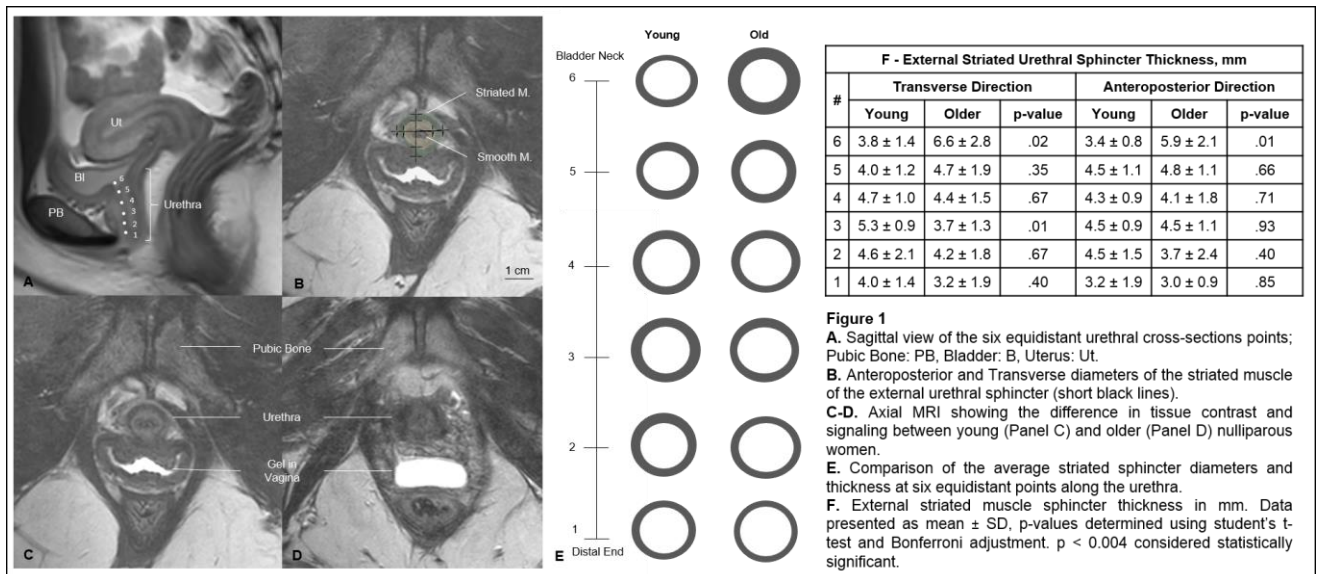 Ut
Bl
PB
6
5
4
3
2
1
Urethra
A
Striated M.
Smooth M.
1 cm
B
Pubic Bone
Urethra
Gel in
Vagina
C
D
Young Old
Bladder Neck
6
5
4
3
2
1
Distal End
E
F - External Striated Urethral Sphincter Thickness, mm
# Transverse Direction Anteroposterior Direction
Young Older p-value Young Older p-value
6 3.8 ± 1.4 6.6 ± 2.8 .02 3.4 ± 0.8 5.9 ± 2.1 .01
5 4.0 ± 1.2 4.7 ± 1.9 .35 4.5 ± 1.1 4.8 ± 1.1 .66
4 4.7 ± 1.0 4.4 ± 1.5 .67 4.3 ± 0.9 4.1 ± 1.8 .71
3 5.3 ± 0.9 3.7 ± 1.3 .01 4.5 ± 0.9 4.5 ± 1.1 .93
2 4.6 ± 2.1 4.2 ± 1.8 .67 4.5 ± 1.5 3.7 ± 2.4 .40
1 4.0 ± 1.4 3.2 ± 1.9 .40 3.2 ± 1.9 3.0 ± 0.9 .85
Figure 1
A. Sagittal view of the six equidistant urethral cross-sections points;
Pubic Bone: PB, Bladder: B, Uterus: Ut.
B. Anteroposterior and Transverse diameters of the striated muscle
of the external urethral sphincter (short black lines).
C-D. Axial MRI showing the difference in tissue contrast and
signaling between young (Panel C) and older (Panel D) nulliparous
women.
E. Comparison of the average striated sphincter diameters and
thickness at six equidistant points along the urethra.
F. External striated muscle sphincter thickness in mm. Data
presented as mean ± SD, p-values determined using student's t-
test and Bonferroni adjustment. p < 0.004 considered statistically
significant.